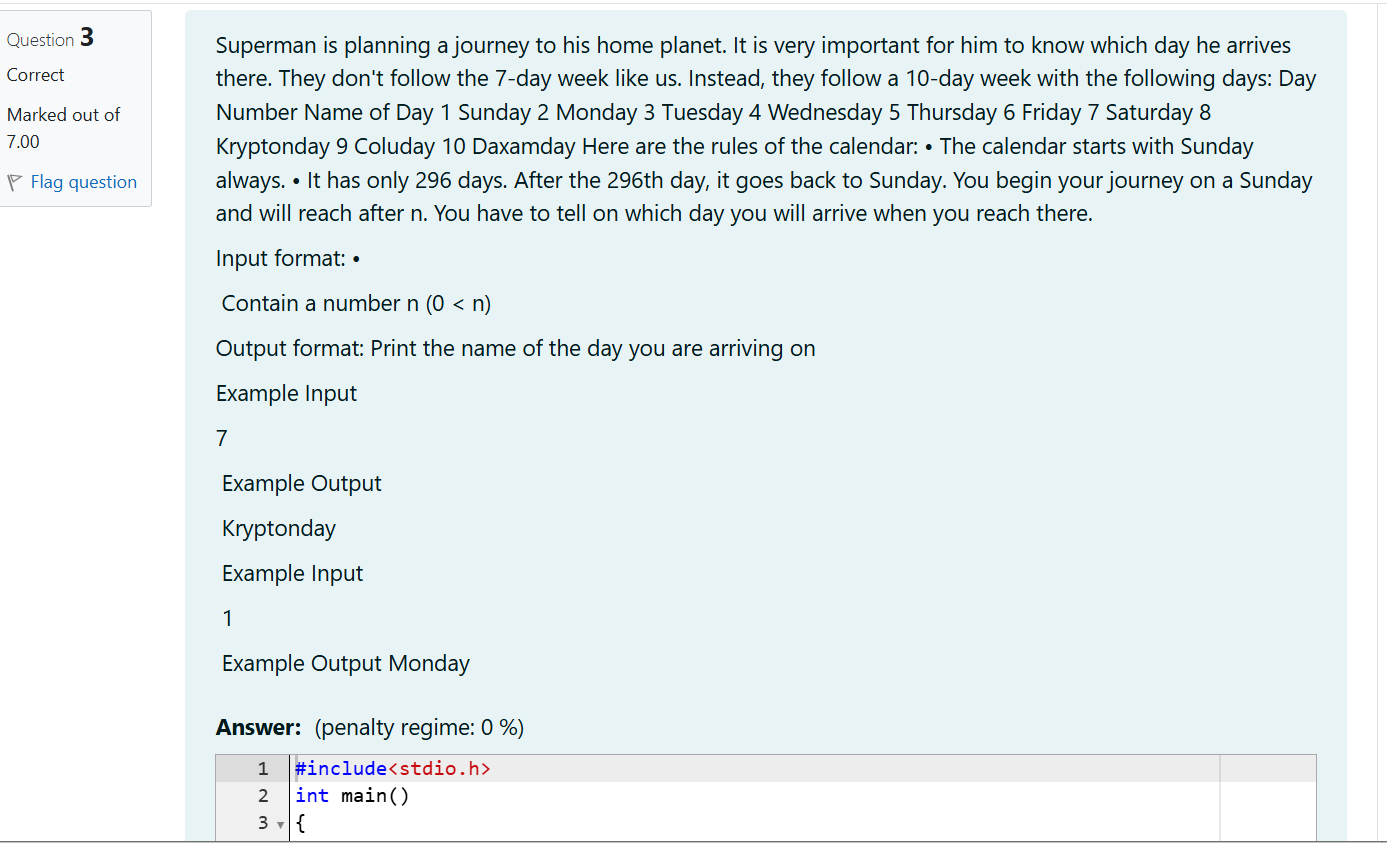 Question 3
Correct
Marked out of
7.00
Flag question
Superman is planning a journey to his home planet. It is very important for him to know which day he arrives
there. They don't follow the 7-day week like us. Instead, they follow a 10-day week with the following days: Day
Number Name of Day 1 Sunday 2 Monday 3 Tuesday 4 Wednesday 5 Thursday 6 Friday 7 Saturday 8
Kryptonday 9 Coluday 10 Daxamday Here are the rules of the calendar: • The calendar starts with Sunday
always. • It has only 296 days. After the 296th day, it goes back to Sunday. You begin your journey on a Sunday
and will reach after n. You have to tell on which day you will arrive when you reach there.
Input format: •
Contain a number n (0 < n)
Output format: Print the name of the day you are arriving on
Example Input
7
Example Output
Kryptonday
Example Input
1
Example Output Monday
Answer: (penalty regime: 0 %)
1 #include<stdio.h>
2 int main()
3 {